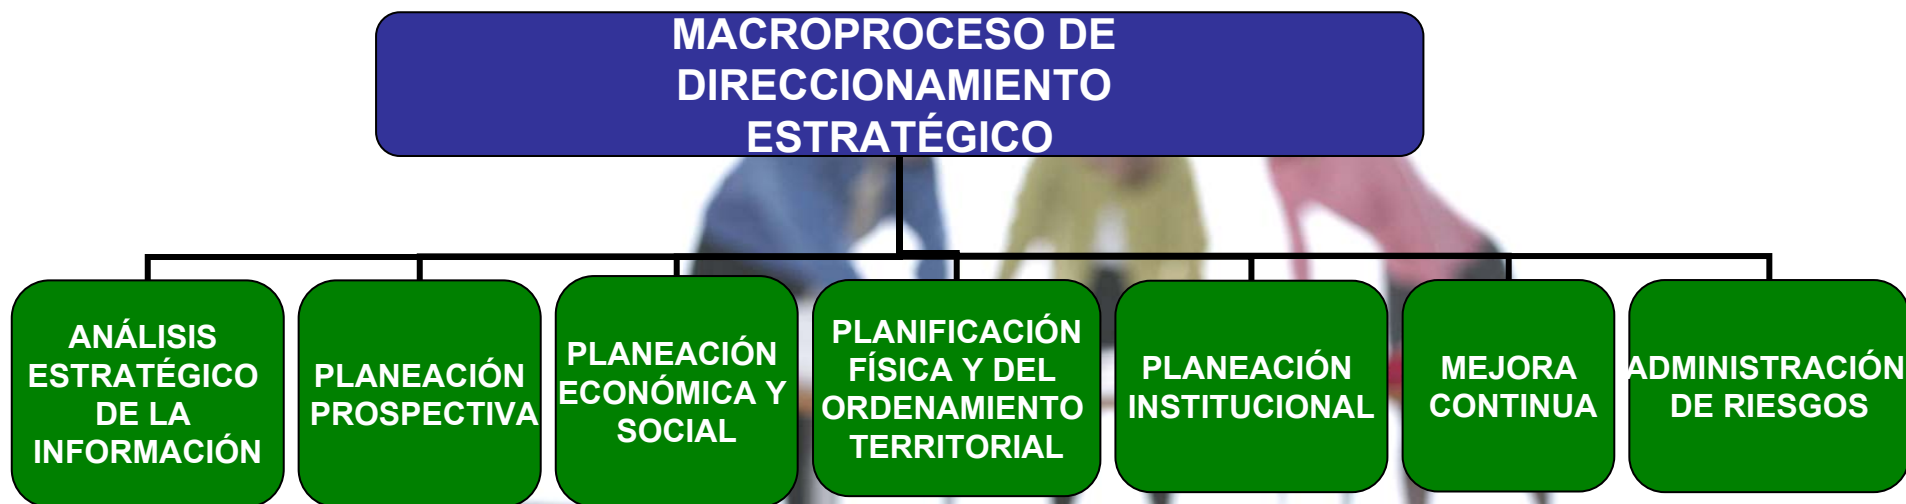 MACROPROCESO DE
DIRECCIONAMIENTO
ESTRATÉGICO
ANÁLISIS
ESTRATÉGICO
DE LA
INFORMACIÓN
PLANEACIÓN
PROSPECTIVA
PLANEACIÓN
ECONÓMICA Y
SOCIAL
PLANIFICACIÓN
FÍSICA Y DEL
ORDENAMIENTO
TERRITORIAL
PLANEACIÓN
INSTITUCIONAL
MEJORA
CONTINUA
ADMINISTRACIÓN
DE RIESGOS